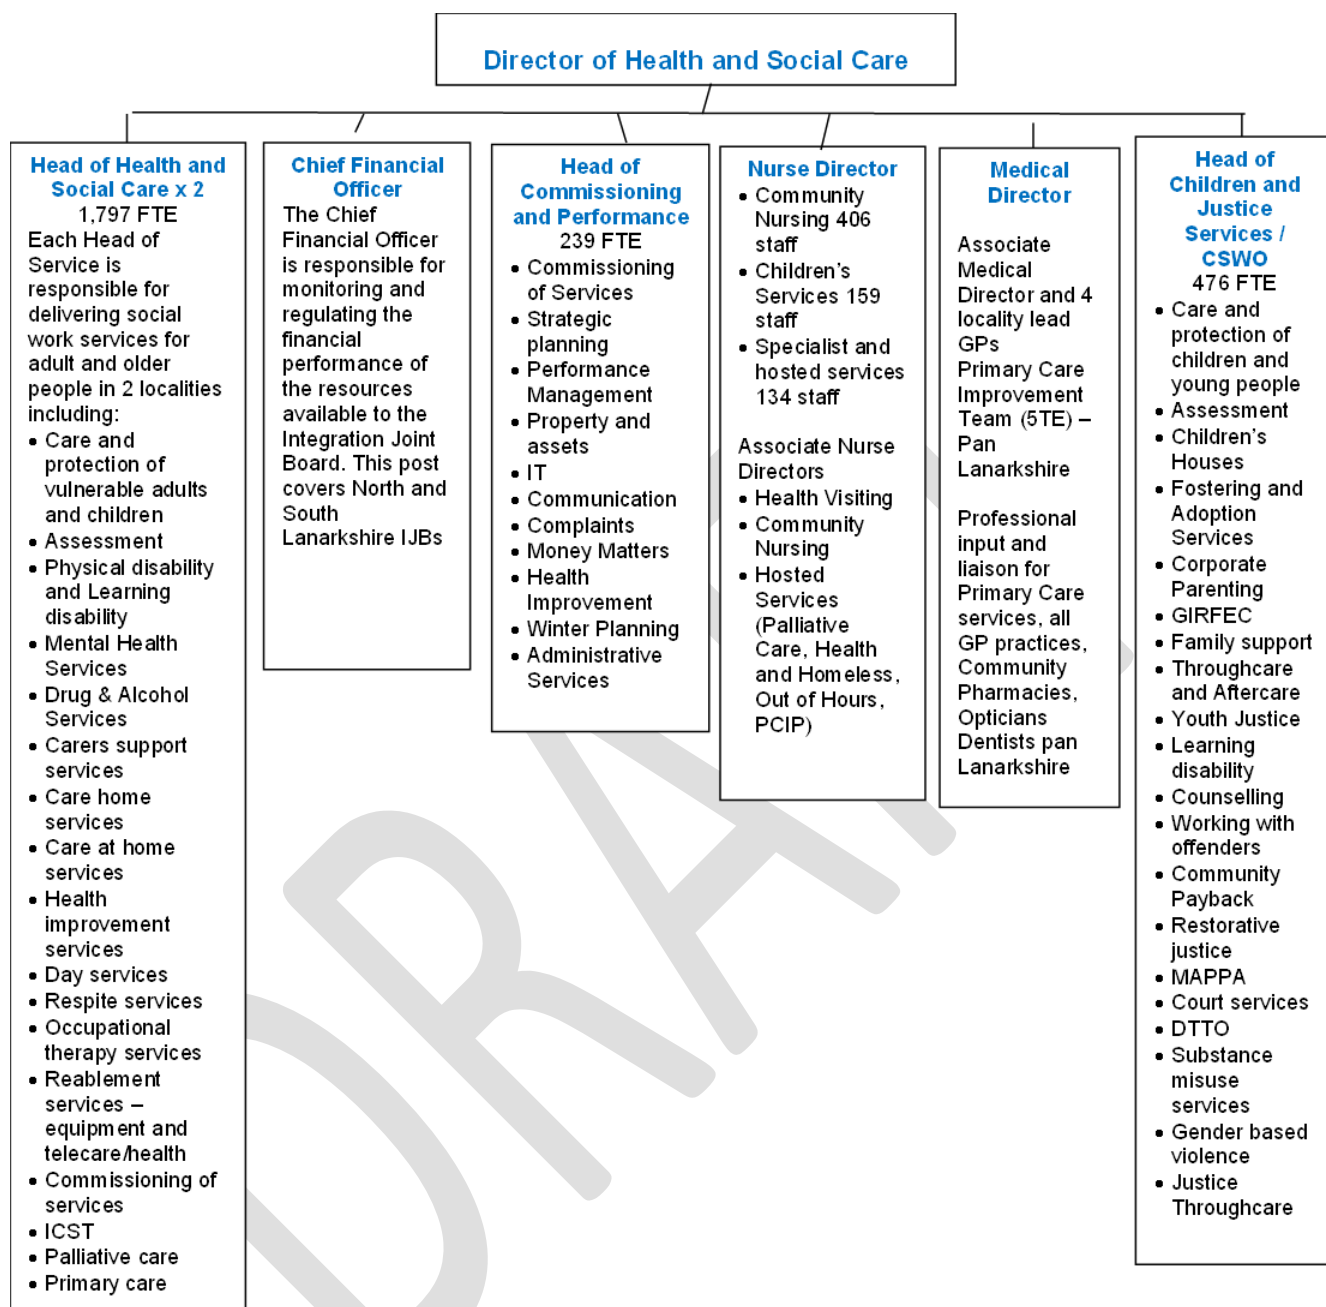 Director of Health and Social Care
Head of Health and
Social Care x 2
1,797 FTE
Each Head of
Service is
responsible for
delivering social
work services for
adult and older
people in 2 localities
including:
• Care and
protection of
vulnerable adults
and children
• Assessment
• Physical disability
and Learning
disability
• Mental Health
Services
• Drug & Alcohol
Services
• Carers support
services
• Care home
services
• Care at home
services
• Health
improvement
services
• Day services
• Respite services
• Occupational
therapy services
• Reablement
services –
equipment and
telecare/health
• Commissioning of
services
• ICST
• Palliative care
• Primary care
Chief Financial
Officer
The Chief
Financial Officer
is responsible for
monitoring and
regulating the
financial
performance of
the resources
available to the
Integration Joint
Board. This post
covers North and
South
Lanarkshire IJBs
Head of
Commissioning
and Performance
239 FTE
• Commissioning
of Services
• Strategic
planning
• Performance
Management
• Property and
assets
• IT
• Communication
• Complaints
• Money Matters
• Health
Improvement
• Winter Planning
• Administrative
Services
Nurse Director
• Community
Nursing 406
staff
• Children's
Services 159
staff
• Specialist and
hosted services
134 staff
Associate Nurse
Directors
• Health Visiting
• Community
Nursing
• Hosted
Services
(Palliative
Care, Health
and Homeless,
Out of Hours,
PCIP)
Medical
Director
Associate
Medical
Director and 4
locality lead
GPs
Primary Care
Improvement
Team (5TE) –
Pan
Lanarkshire
Professional
input and
liaison for
Primary Care
services, all
GP practices,
Community
Pharmacies,
Opticians
Dentists pan
Lanarkshire
Head of
Children and
Justice
Services /
CSWO
476 FTE
• Care and
protection of
children and
young people
• Assessment
• Children's
Houses
• Fostering and
Adoption
Services
• Corporate
Parenting
• GIRFEC
• Family support
• Throughcare
and Aftercare
• Youth Justice
• Learning
disability
• Counselling
• Working with
offenders
• Community
Payback
• Restorative
justice
• MAPPA
• Court services
• DTTO
• Substance
misuse
services
• Gender based
violence
• Justice
Throughcare
DRAFT